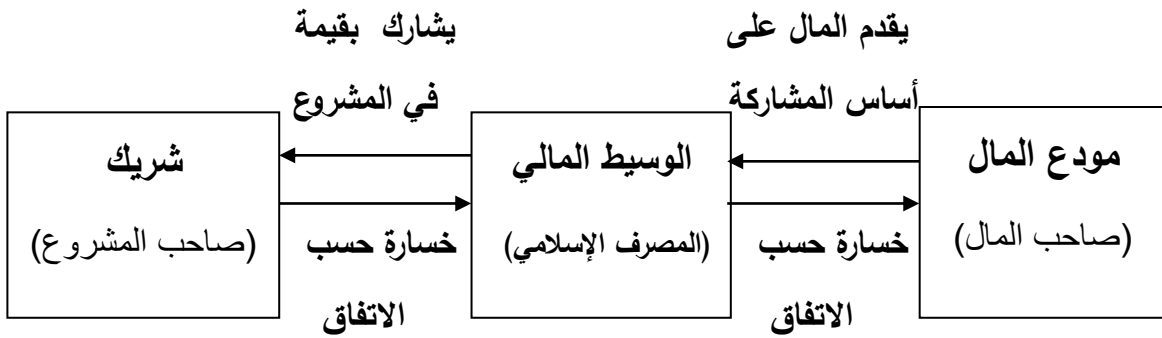 يقدم المال على
أساس المشاركة
يشارك بقيمة
في المشروع
مودع المال
(صاحب المال)
الوسيط المالي
(المصرف الإسلامي)
شريك
(صاحب المشروع)
خسارة حسب
الاتفاق
خسارة حسب
الاتفاق